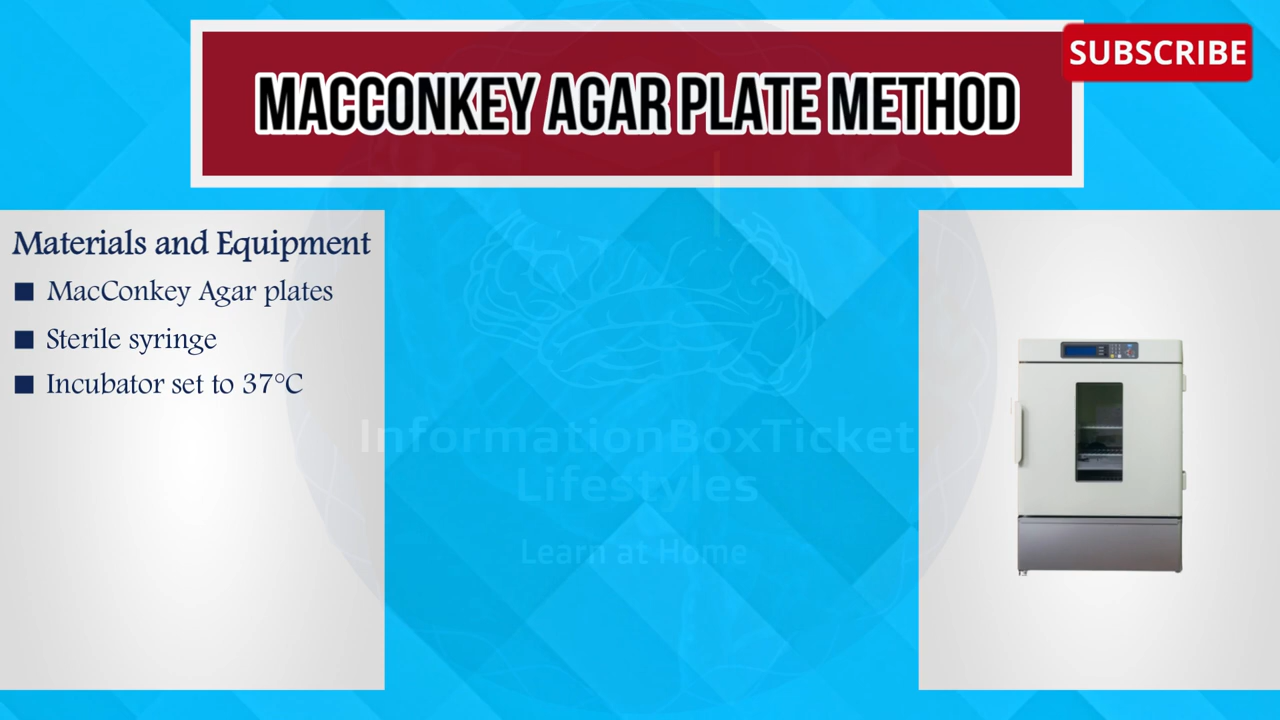 MACCONKEY AGAR PLATE METHOD
SUBSCRIBE
Materials and Equipment
MacConkey Agar plates
Sterile syringe
Incubator set to 37°C
InformationBoxTicket
Lifestyles
Learn at Home